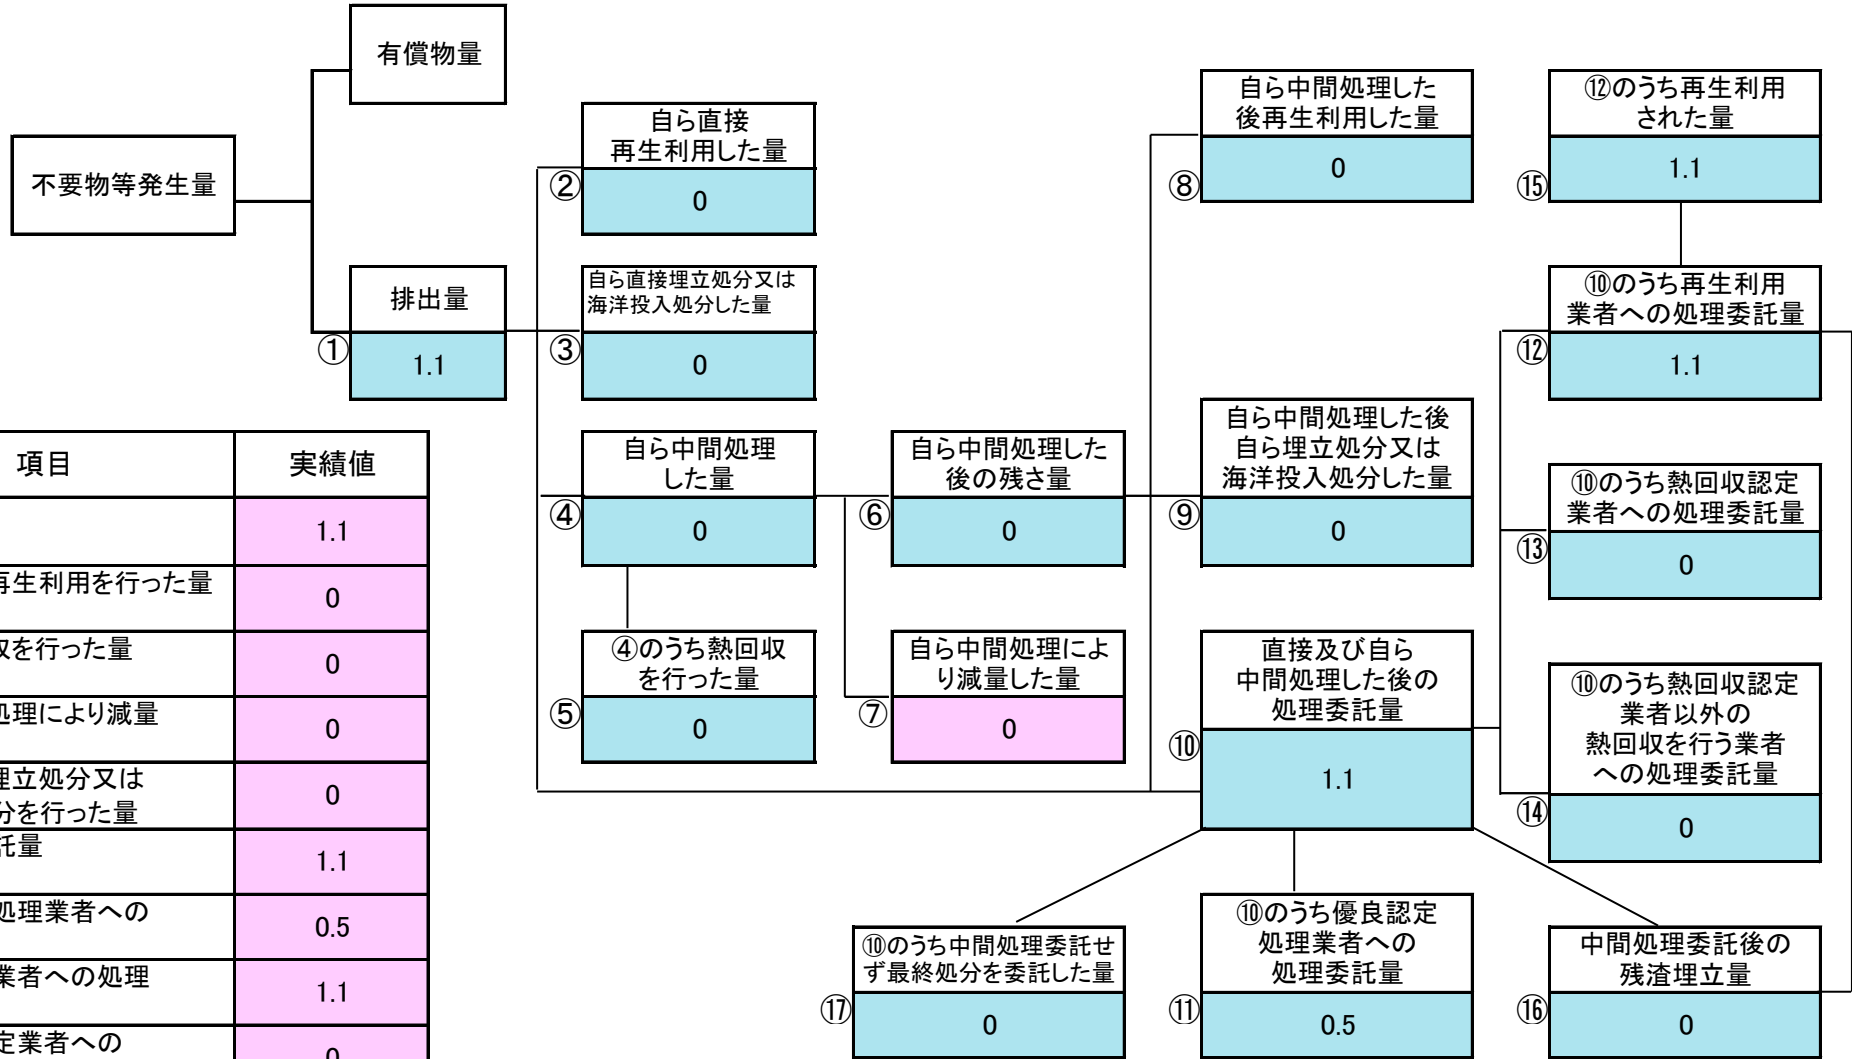 有償物量
不要物等発生量
排出量
①
1.1
自ら直接
再生利用した量
②
0
自ら直接埋立処分又は
海洋投入処分した量
③
0
自ら中間処理
した量
④
0
④のうち熱回収
を行った量
⑤
0
自ら中間処理した
後の残さ量
⑥
0
自ら中間処理によ
り減量した量
⑦
0
自ら中間処理した
後再生利用した量
⑧
0
自ら中間処理した後
自ら埋立処分又は
海洋投入処分した量
⑨
0
直接及び自ら
中間処理した後の
処理委託量
⑩
1.1
⑫のうち再生利用
された量
⑮
1.1
⑩のうち再生利用
業者への処理委託量
⑫
1.1
⑩のうち熱回収認定
業者への処理委託量
⑬
0
⑩のうち熱回収認定
業者以外の
熱回収を行う業者
への処理委託量
⑭
0
⑩のうち中間処理委託せ
ず最終処分を委託した量
⑰
0
⑩のうち優良認定
処理業者への
処理委託量
⑪
0.5
中間処理委託後の
残渣埋立量
⑯
0
項目 実績値
1.1
再生利用を行った量 0
を行った量 0
処理により減量 0
埋立処分又は
分を行った量 0
託量 1.1
処理業者への 0.5
業者への処理 1.1
定業者への 0